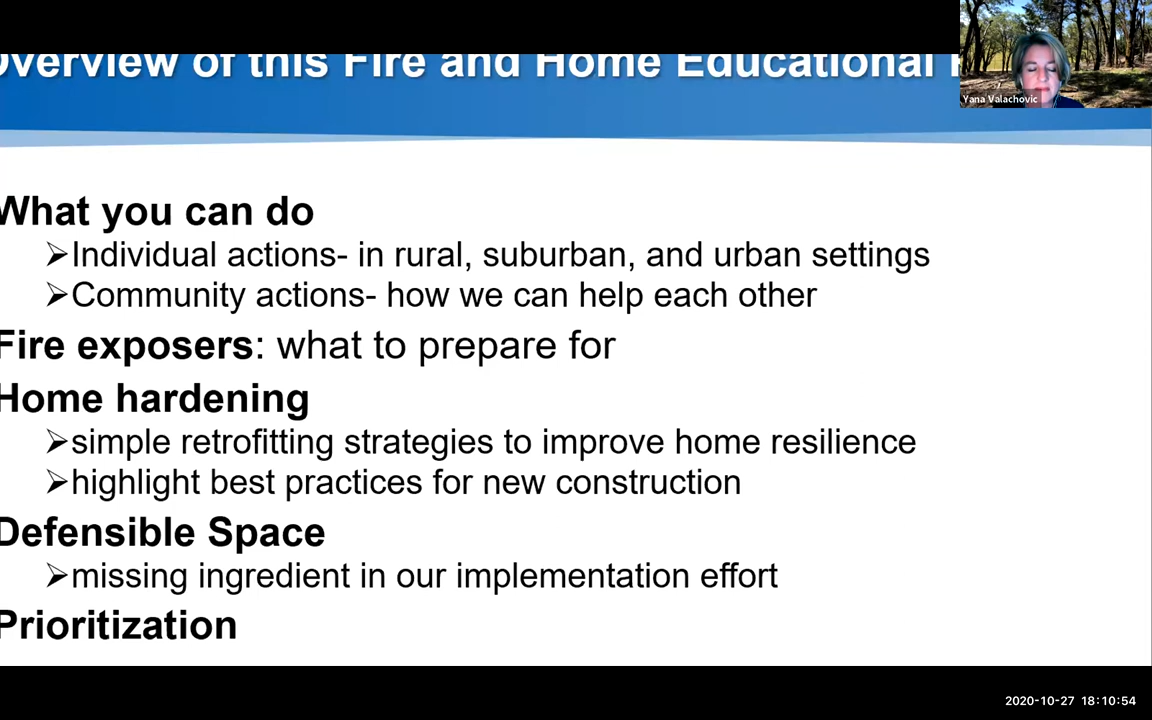 Overview of this Fire and Home Educational
Yana Valachovic
What you can do
➢Individual actions- in rural, suburban, and urban settings
➢Community actions- how we can help each other
Fire exposers: what to prepare for
Home hardening
➢simple retrofitting strategies to improve home resilience
➢highlight best practices for new construction
Defensible Space
➢missing ingredient in our implementation effort
Prioritization
2020-10-27 18:10:54